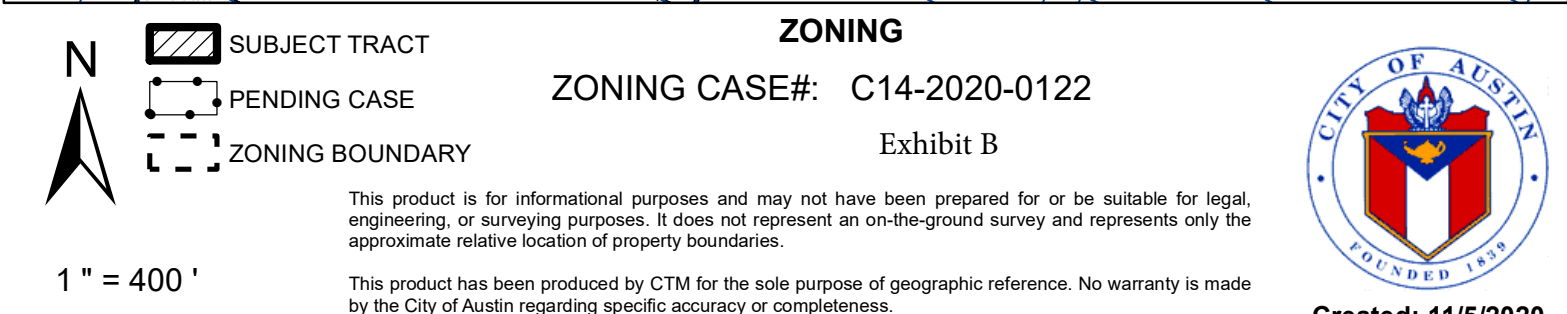 ZONING
N
SUBJECT TRACT
PENDING CASE
ZONING BOUNDARY
1 " = 400 '
ZONING CASE#: C14-2020-0122
Exhibit B
This product is for informational purposes and may not have been prepared for or be suitable for legal,
engineering, or surveying purposes. It does not represent an on-the-ground survey and represents only the
approximate relative location of property boundaries.
This product has been produced by CTM for the sole purpose of geographic reference. No warranty is made
by the City of Austin regarding specific accuracy or completeness.
CITY OF AUSTIN
FOUNDED 1839
Created: 11/5/2020